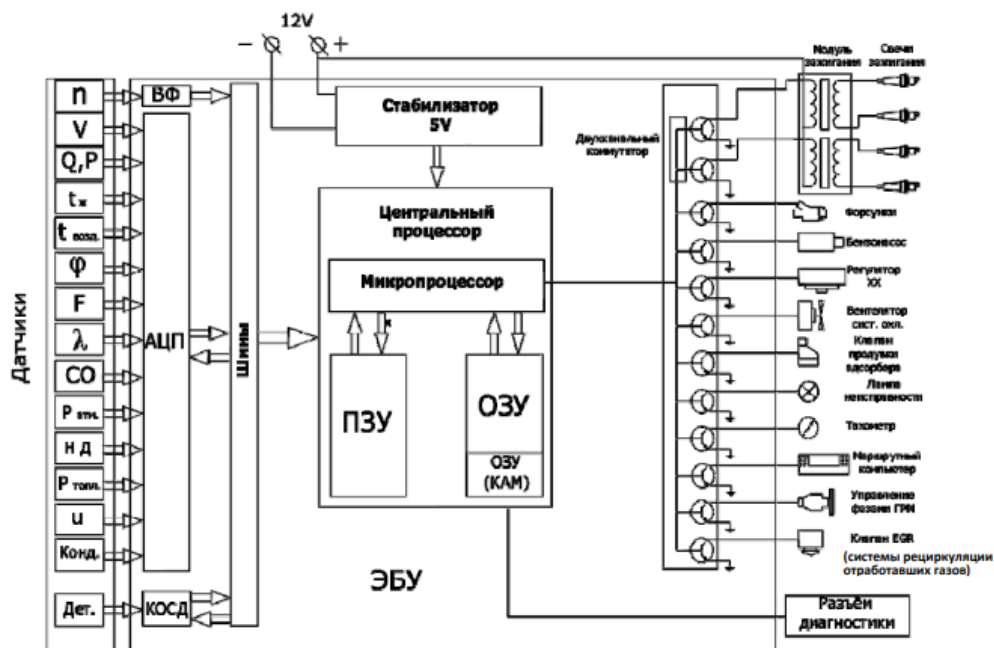 12V
− +
Датчики
n
V
Q,P
tж
t возд.
φ
F
λ
CO
P атм.
Н Д
P топл.
u
Конд.
Дет.
ВФ
АЦП
КОСД
Шины
Стабилизатор
5V
Центральный
процессор
Микропроцессор
ПЗУ
ОЗУ
ОЗУ
(КАМ)
ЭБУ
Двухканальный
коммутатор
Модуль
зажигания
Свечи
зажигания
Форсунки
Бензонасос
Регулятор
ХХ
Вентелятор
сист. охл.
Клапан
продувки
адсорбера
Лампа
неисправности
Тахометр
Маршрутный
компьютер
Управление
фазами ГРМ
Клапан EGR
(системы рециркуляции
отработавших газов)
Разъём
диагностики